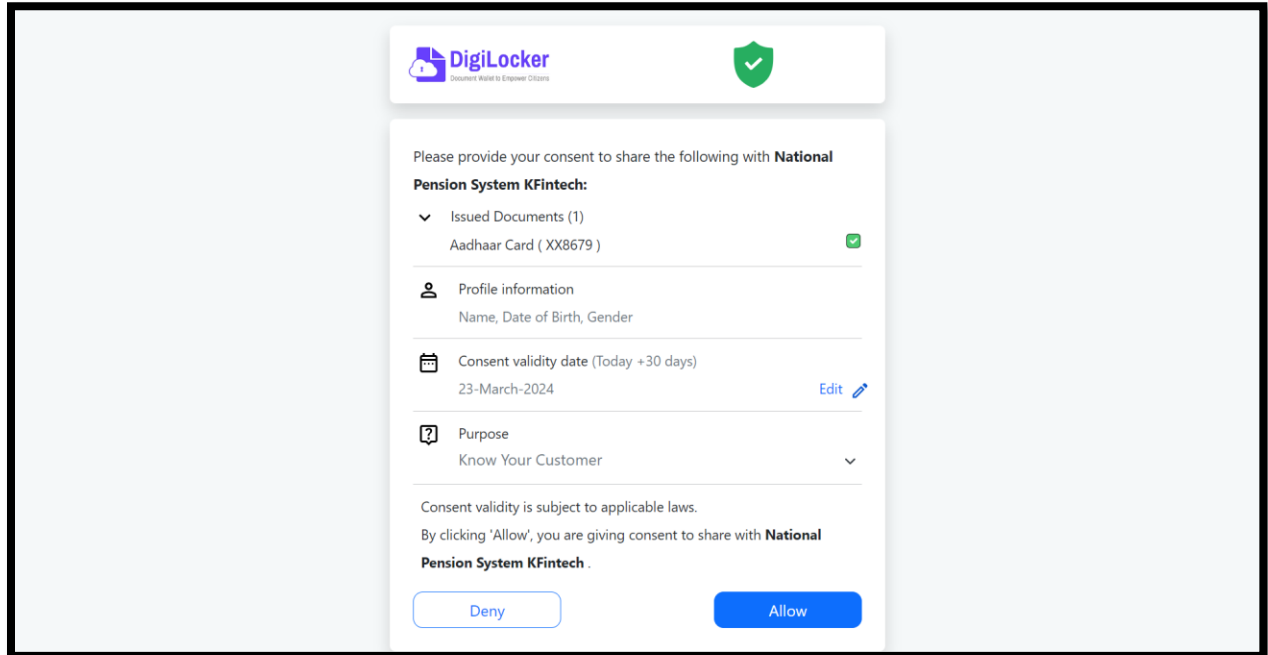 DigiLocker
Document Wallet to Empower Citizens
Please provide your consent to share the following with National
Pension System KFintech:
Issued Documents (1)
Aadhaar Card ( XX8679 )
Profile information
Name, Date of Birth, Gender
Consent validity date (Today +30 days)
23-March-2024
Edit
Purpose
Know Your Customer
Consent validity is subject to applicable laws.
By clicking 'Allow', you are giving consent to share with National
Pension System KFintech .
Deny
Allow